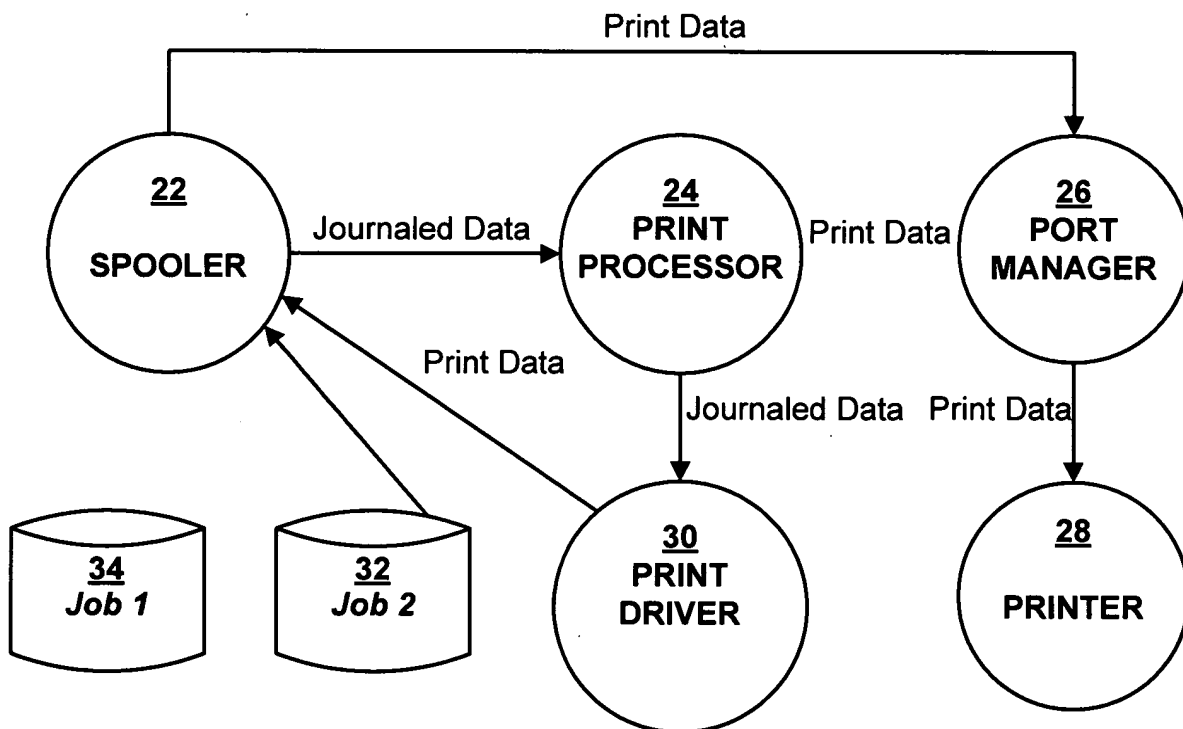 Print Data
22
SPOOLER
Journaled Data
24
PRINT
PROCESSOR
Print Data
26
PORT
MANAGER
Print Data
Journaled Data
Print Data
34
Job 1
32
Job 2
30
PRINT
DRIVER
28
PRINTER